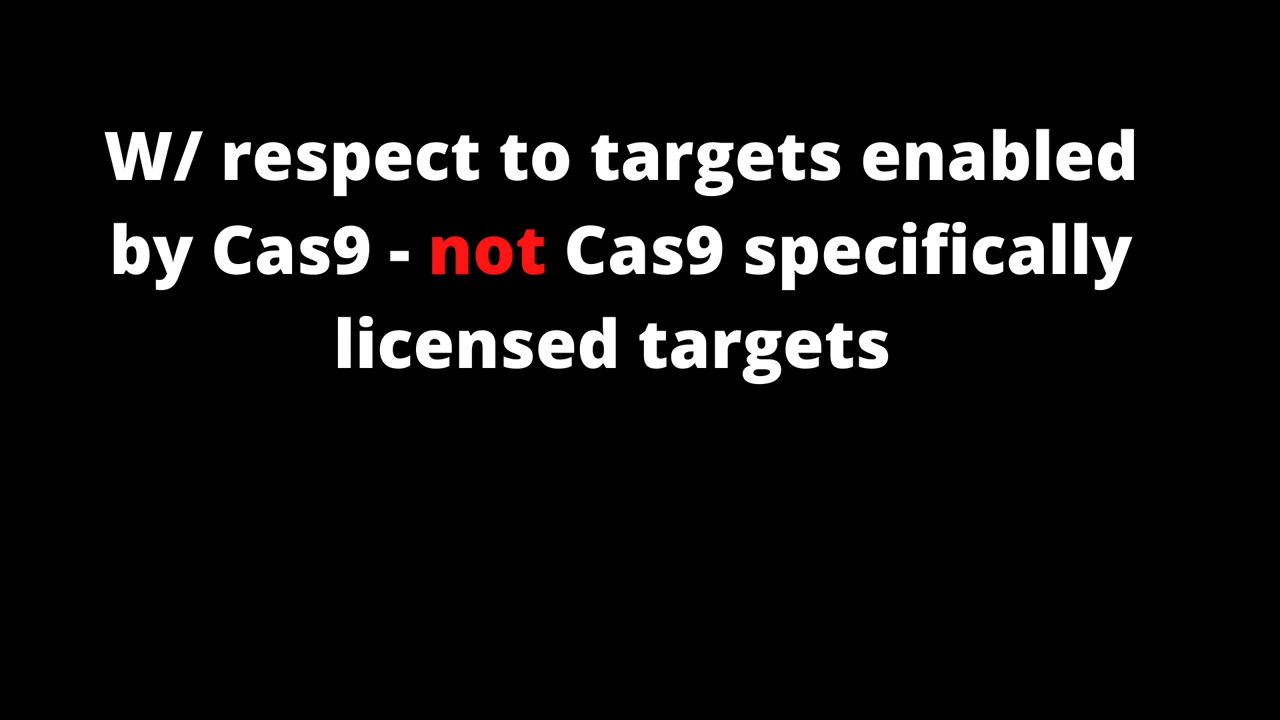 W/ respect to targets enabled
by Cas9 - not Cas9 specifically
licensed targets